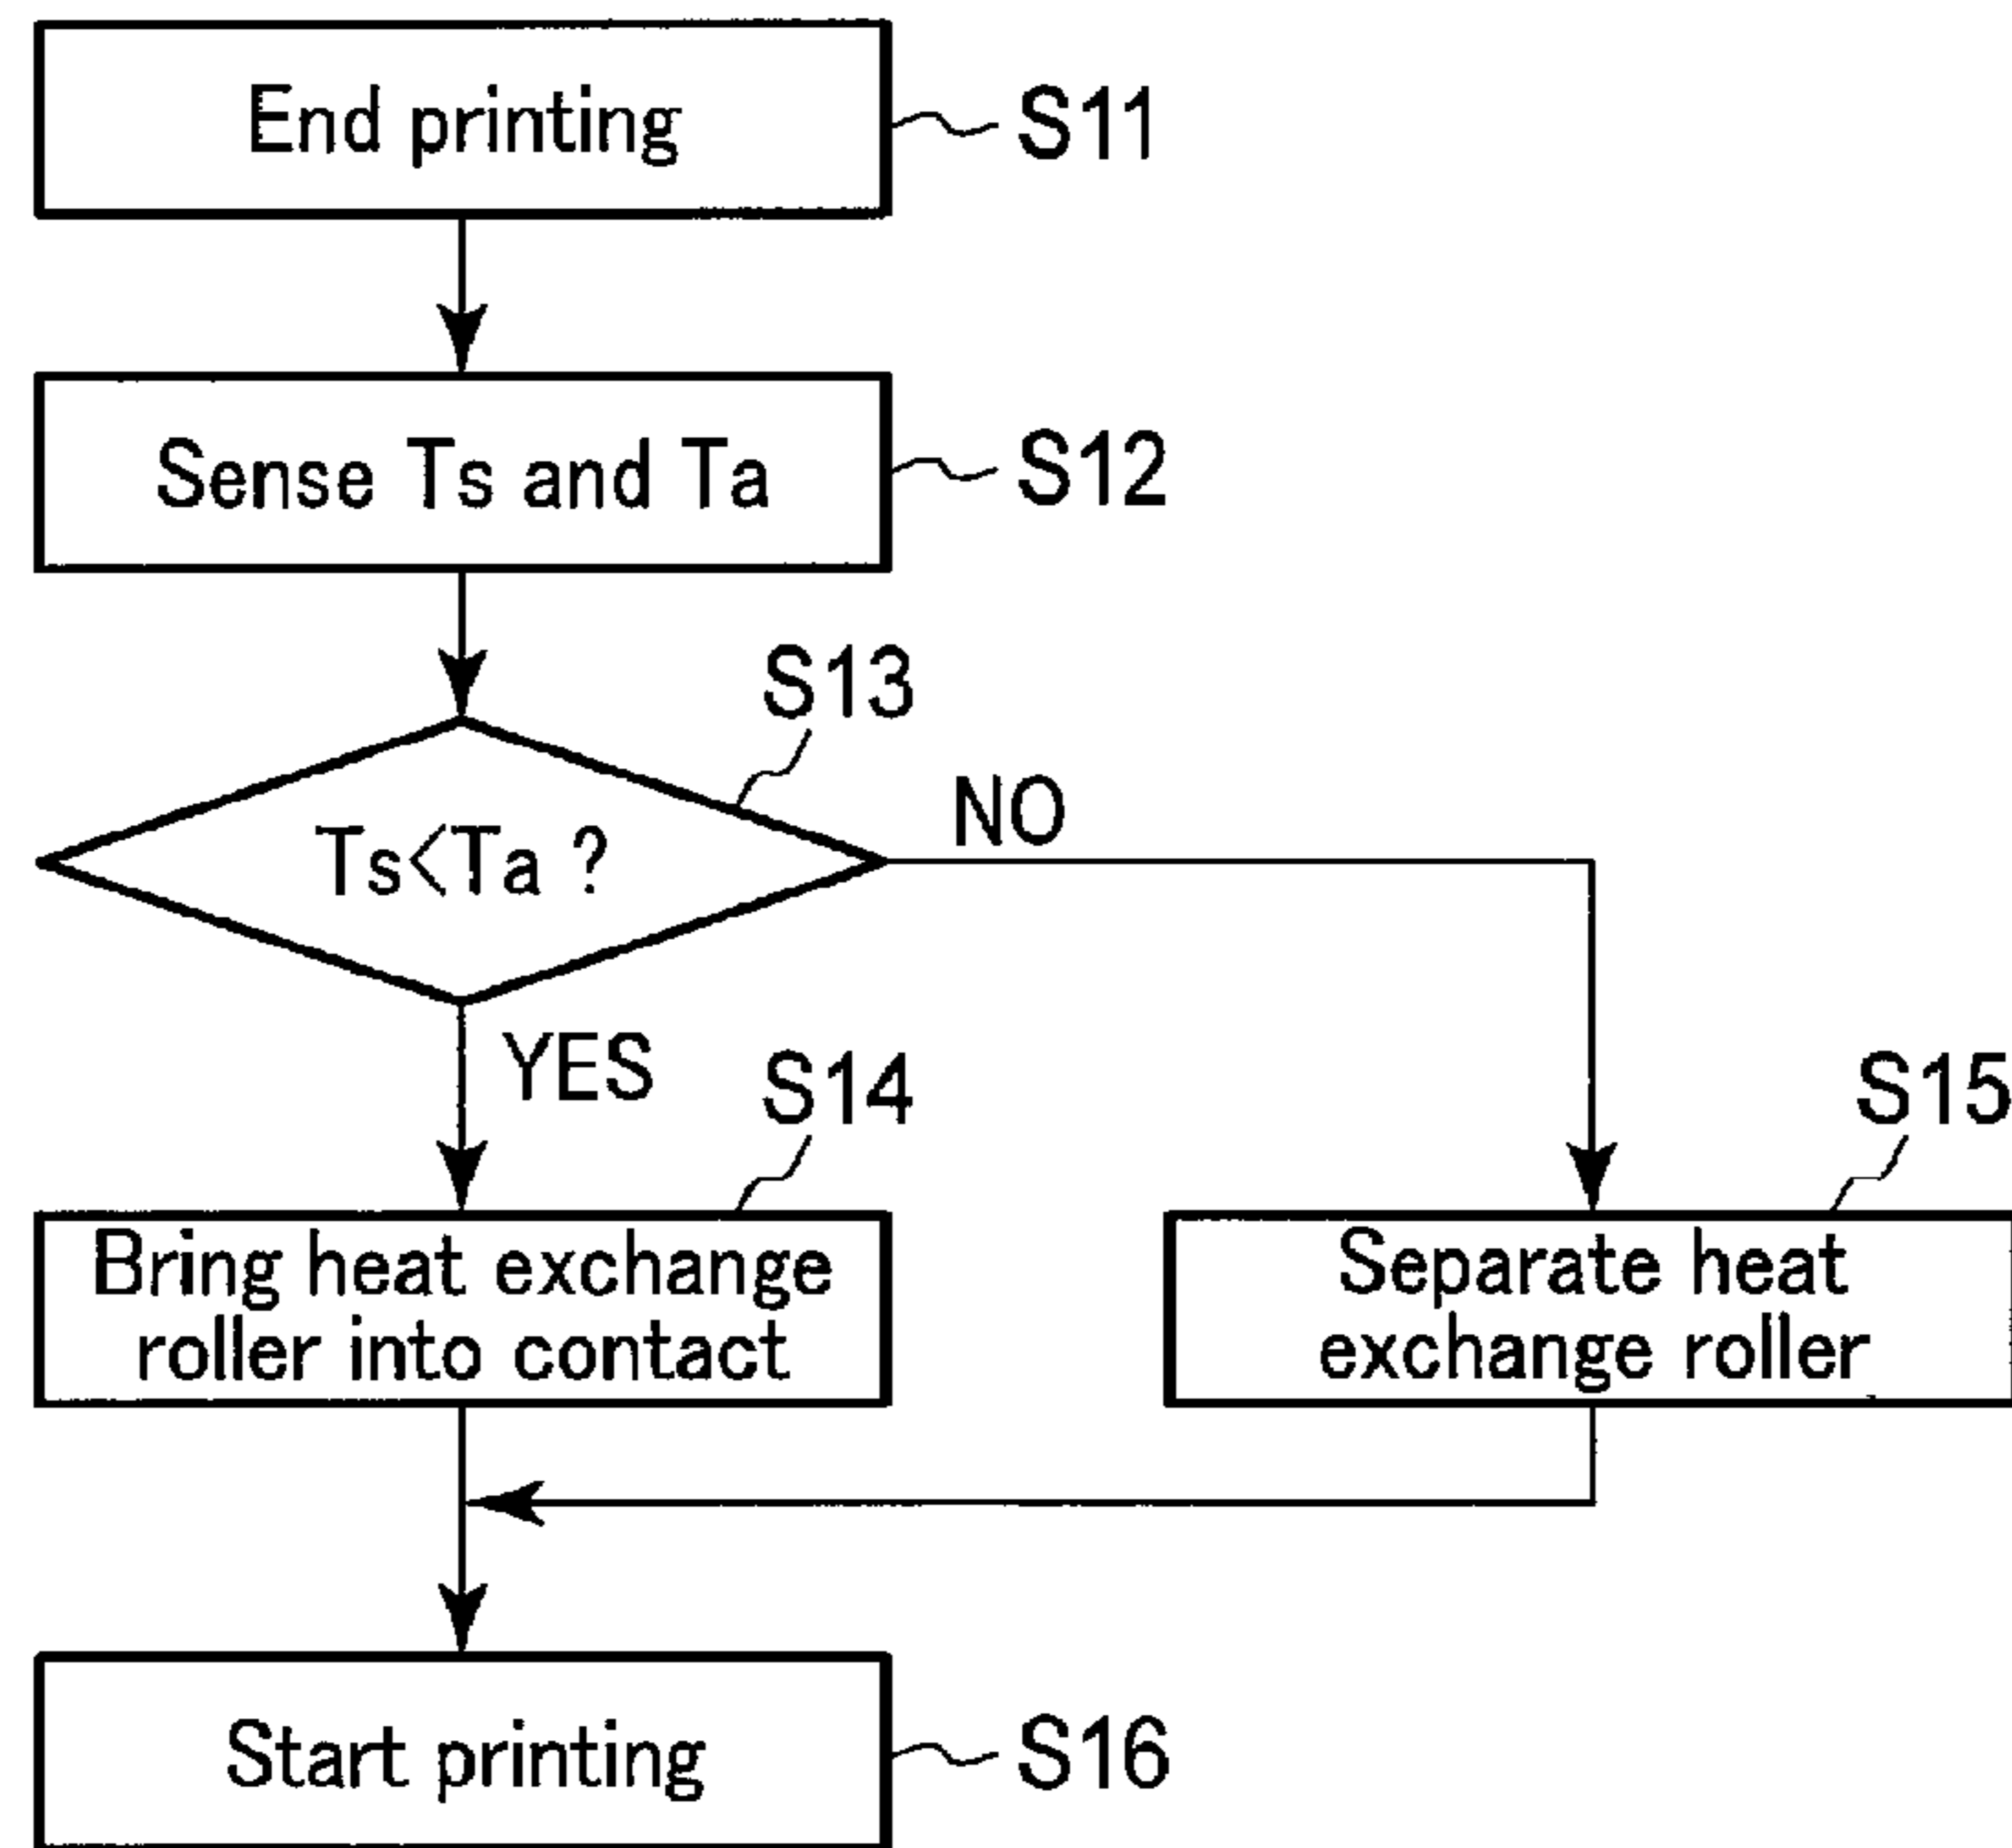 End printing
S11
Sense Ts and Ta
S12
S13
Ts<Ta ?
NO
YES
S14
S15
Bring heat exchange
roller into contact
Separate heat
exchange roller
Start printing
S16